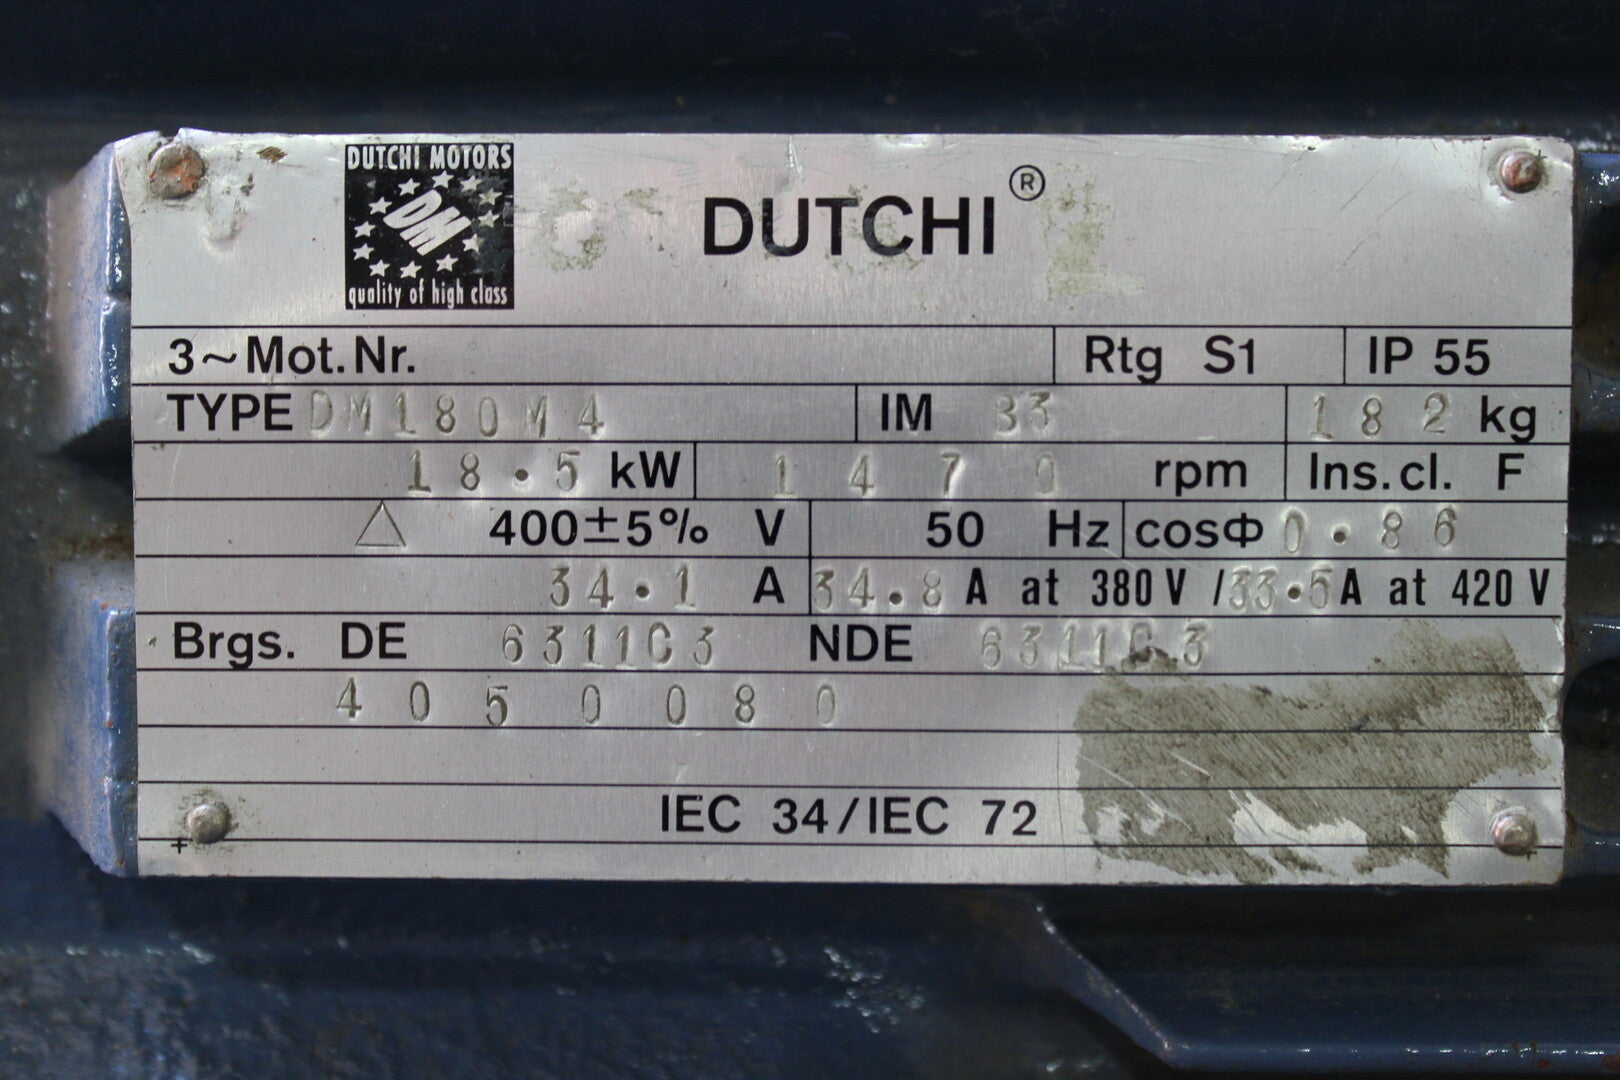 DUTCHI MOTORS
DM
quality of high class
DUTCHI®
3~Mot.Nr. Rtg S1 IP 55
TYPE DM180M4 IM B3 182 kg
18.5 kW 1470 rpm Ins.cl. F
△ 400±5% V 50 Hz cosΦ 0.86
34.1 A 34.8 A at 380 V / 33.5 A at 420 V
Brgs. DE 6311C3 NDE 6311C3
4050080
IEC 34/IEC 72